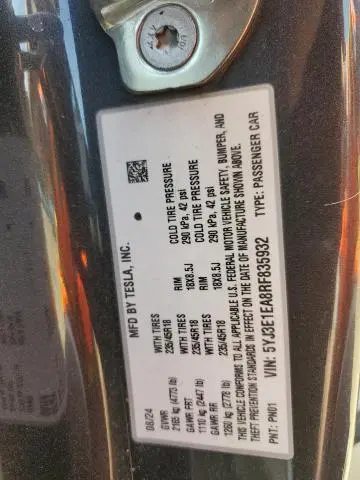 MFD BY TESLA, INC.
08/24
GVWR
2165 kg (4773 lb)
GAWR FRT WITH TIRES RIM COLD TIRE PRESSURE
1110 kg (2447 lb) 235/45R18 18X8.5J 290 kPa, 42 psi
GAWR RR WITH TIRES RIM COLD TIRE PRESSURE
1260 kg (2778 lb) 235/45R18 18X8.5J 290 kPa, 42 psi
THIS VEHICLE CONFORMS TO ALL APPLICABLE U.S. FEDERAL MOTOR VEHICLE SAFETY, BUMPER, AND
THEFT PREVENTION STANDARDS IN EFFECT ON THE DATE OF MANUFACTURE SHOWN ABOVE.
VIN: 5YJ3E1EA8RF835932 TYPE: PASSENGER CAR
PNT: PN01